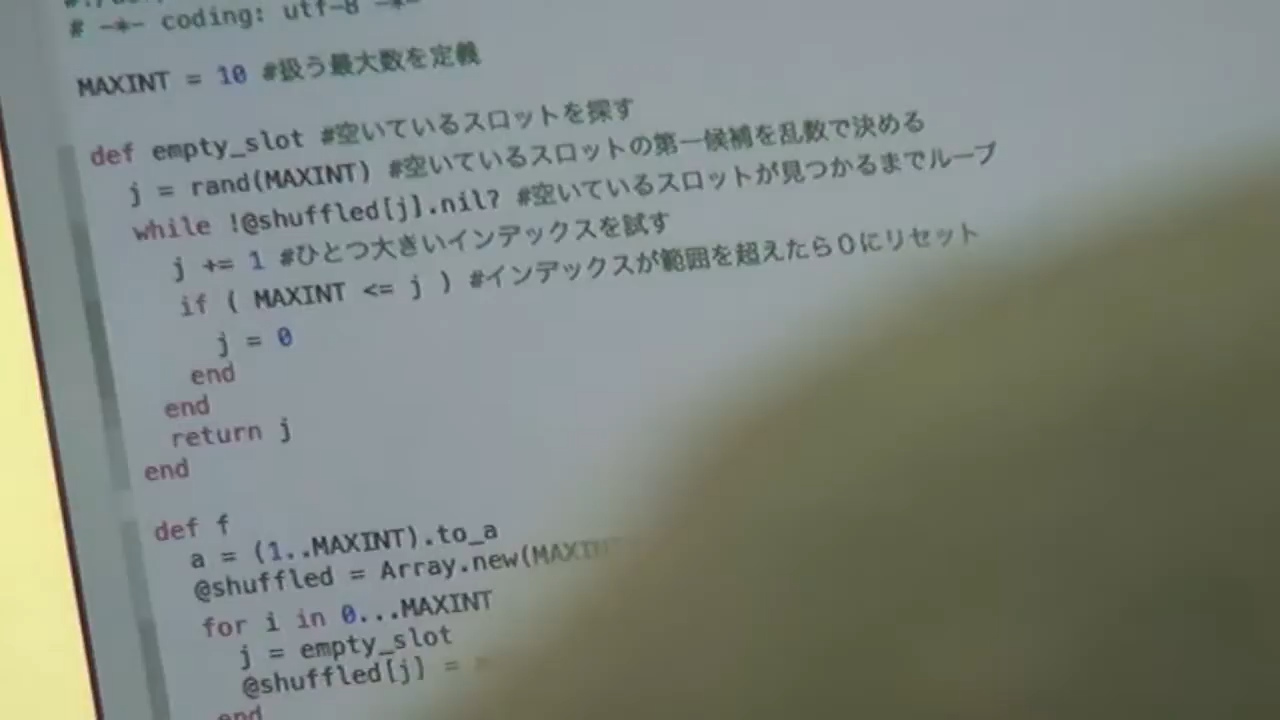 # -*- coding: utf-8 -*-
MAXINT = 10 #扱う最大数を定義
def empty_slot #空いているスロットを探す
j = rand(MAXINT) #空いているスロットの第一候補を乱数で決める
while !@shuffled[j].nil? #空いているスロットが見つかるまでループ
j += 1 #ひとつ大きいインデックスを試す
if ( MAXINT <= j ) #インデックスが範囲を超えたら0にリセット
j = 0
end
end
return j
end
def f
a = (1..MAXINT).to_a
@shuffled = Array.new(MAXINT
for i in 0...MAXINT
j = empty_slot
@shuffled[j] =
end